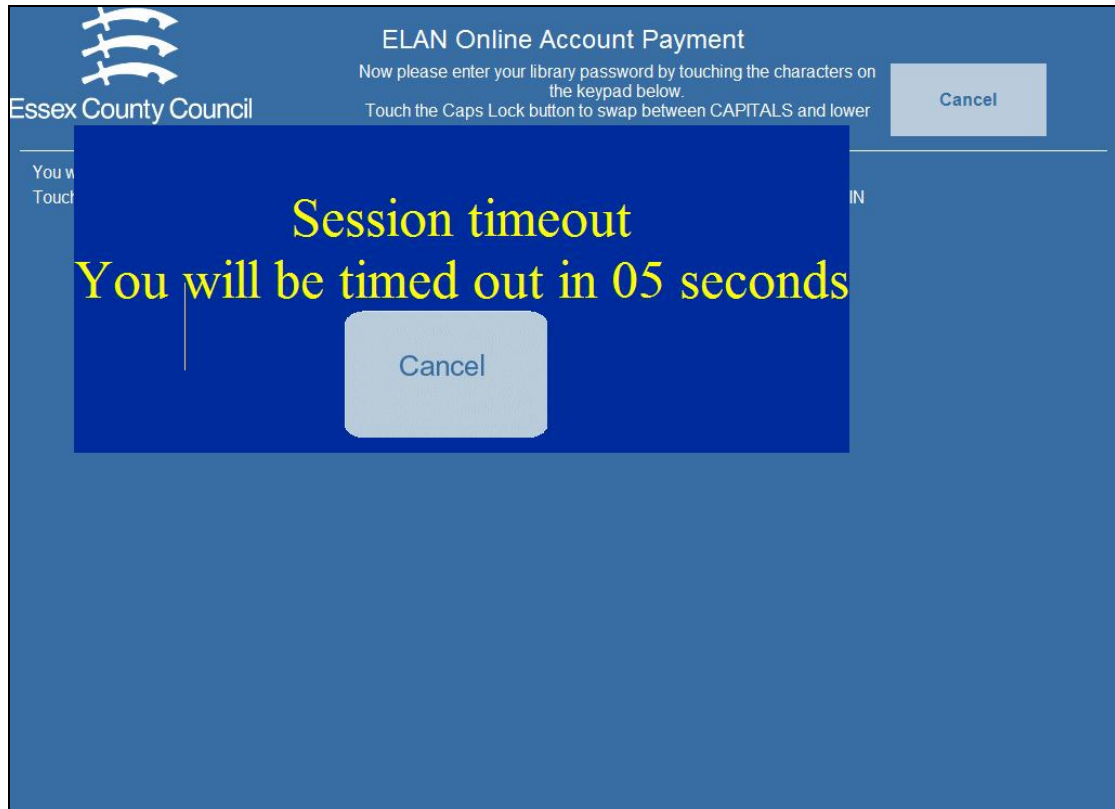 ELAN Online Account Payment
Now please enter your library password by touching the characters on
the keypad below.
Touch the Caps Lock button to swap between CAPITALS and lower
Cancel
Essex County Council
You
IN
Session timeout
You will be timed out in 05 seconds
Cancel